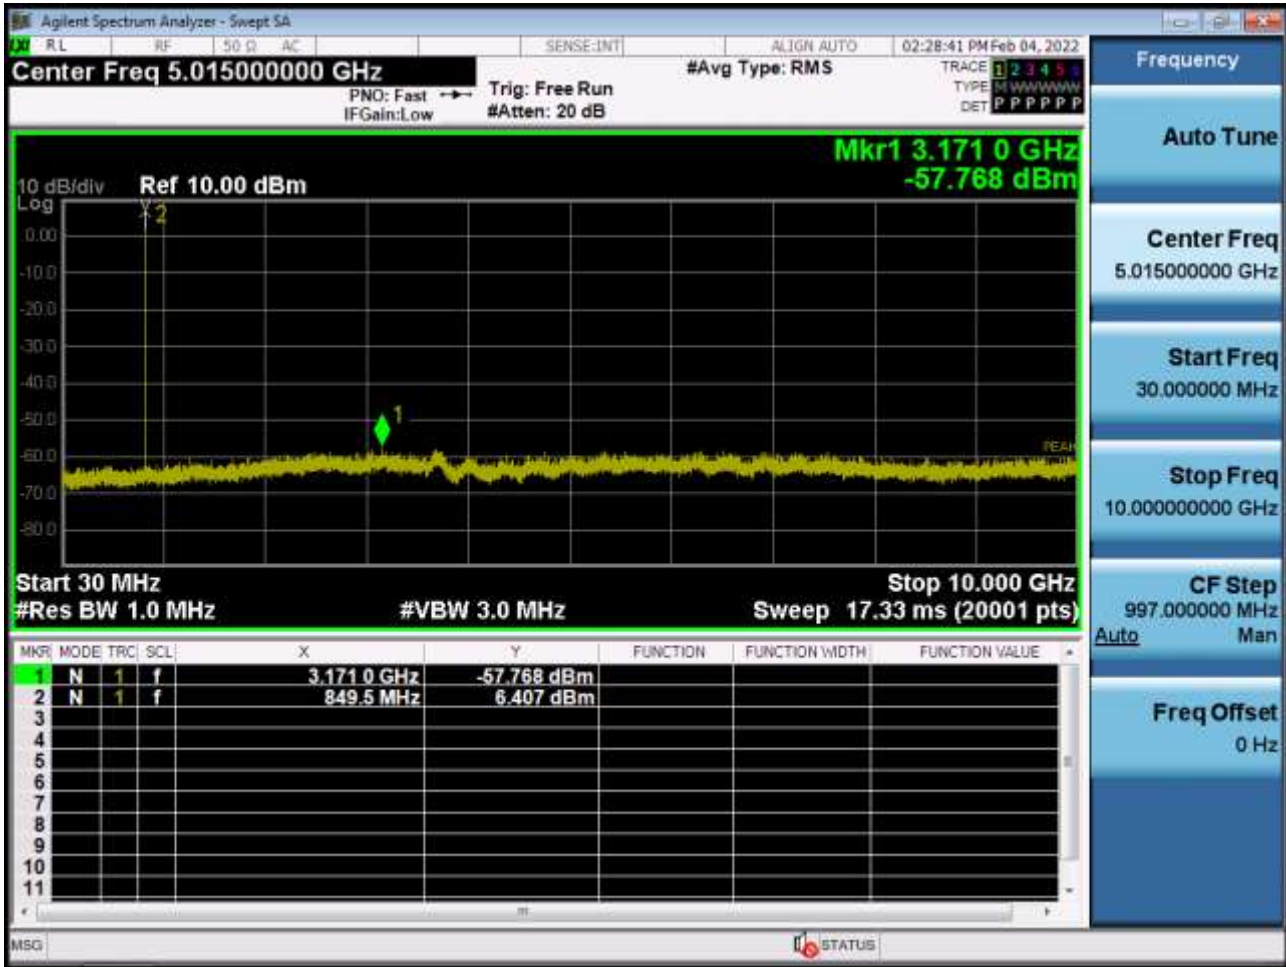 Agilent Spectrum Analyzer - Swept SA
RL RF 50 Ω AC SENSE:INT ALIGN AUTO 02:28:41 PM Feb 04, 2022
Center Freq 5.015000000 GHz
PNO: Fast
IFGain:Low
Trig: Free Run
#Atten: 20 dB
#Avg Type: RMS
TRACE 1 2 3 4 5 6
TYPE M WWWWW
DET P P P P P P
Mkr1 3.171 0 GHz
-57.768 dBm
10 dB/div Ref 10.00 dBm
Log
0.00
-10.0
-20.0
-30.0
-40.0
-50.0
-60.0
-70.0
-80.0
2
1
PEAK
Start 30 MHz Stop 10.000 GHz
#Res BW 1.0 MHz #VBW 3.0 MHz Sweep 17.33 ms (20001 pts)
MKR MODE TRC SCL X Y FUNCTION FUNCTION WIDTH FUNCTION VALUE
1 N 1 f 3.171 0 GHz -57.768 dBm
2 N 1 f 849.5 MHz 6.407 dBm
3
4
5
6
7
8
9
10
11
MSG STATUS
Frequency
Auto Tune
Center Freq
5.015000000 GHz
Start Freq
30.000000 MHz
Stop Freq
10.000000000 GHz
CF Step
997.000000 MHz
Auto Man
Freq Offset
0 Hz